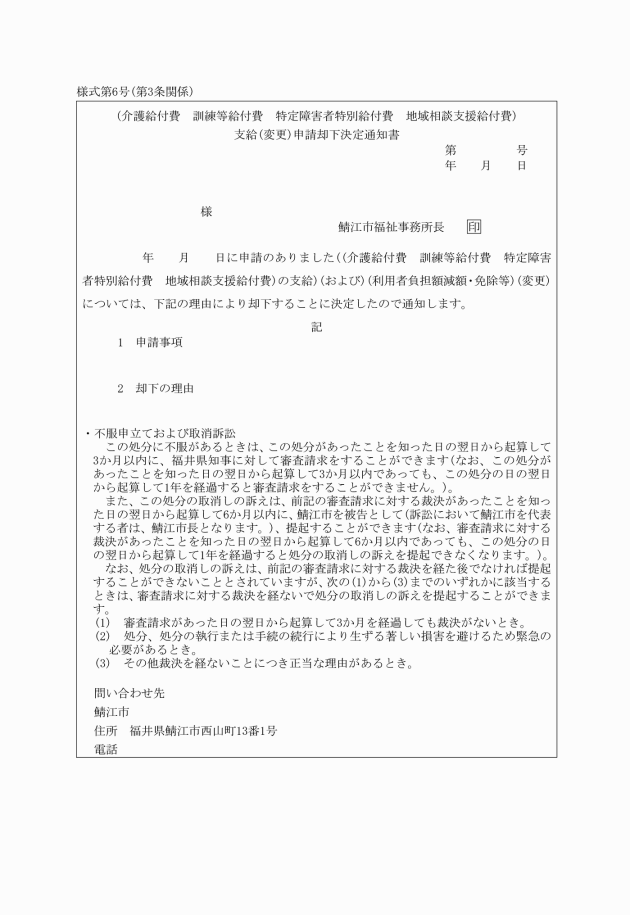 様式第6号(第3条関係)
(介護給付費　訓練等給付費　特定障害者特別給付費　地域相談支援給付費)
支給(変更)申請却下決定通知書
第　　　　　号
年　　月　　日
様
鯖江市福祉事務所長　　印
年　　月　　日に申請のありました((介護給付費　訓練等給付費　特定障害
者特別給付費　地域相談支援給付費)の支給)(および)(利用者負担額減額・免除等)(変更)
については、下記の理由により却下することに決定したので通知します。
記
1　申請事項
2　却下の理由
・不服申立ておよび取消訴訟
この処分に不服があるときは、この処分があったことを知った日の翌日から起算して
3か月以内に、福井県知事に対して審査請求をすることができます(なお、この処分が
あったことを知った日の翌日から起算して3か月以内であっても、この処分の日の翌日
から起算して1年を経過すると審査請求をすることができません。)。
また、この処分の取消しの訴えは、前記の審査請求に対する裁決があったことを知っ
た日の翌日から起算して6か月以内に、鯖江市を被告として(訴訟において鯖江市を代表
する者は、鯖江市長となります。)、提起することができます(なお、審査請求に対する
裁決があったことを知った日の翌日から起算して6か月以内であっても、この処分の日
の翌日から起算して1年を経過すると処分の取消しの訴えを提起できなくなります。)。
なお、処分の取消しの訴えは、前記の審査請求に対する裁決を経た後でなければ提起
することができないこととされていますが、次の(1)から(3)までのいずれかに該当する
ときは、審査請求に対する裁決を経ないで処分の取消しの訴えを提起することができま
す。
(1)　審査請求があった日の翌日から起算して3か月を経過しても裁決がないとき。
(2)　処分、処分の執行または手続の続行により生ずる著しい損害を避けるため緊急の
必要があるとき。
(3)　その他裁決を経ないことにつき正当な理由があるとき。
問い合わせ先
鯖江市
住所　福井県鯖江市西山町13番1号
電話